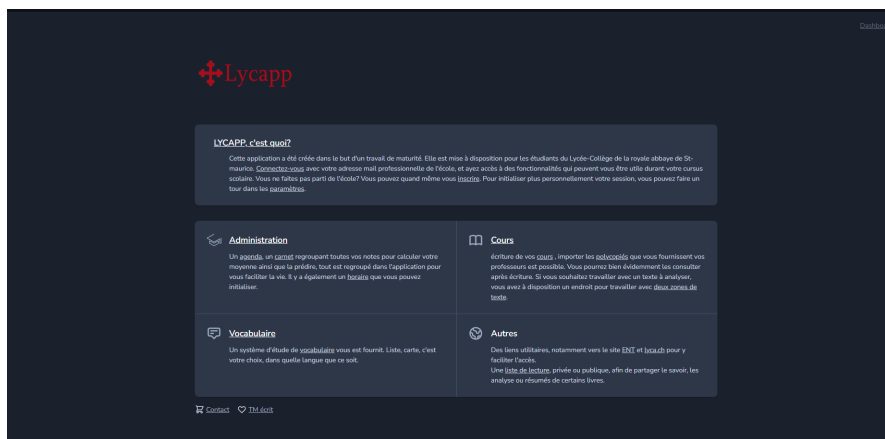 Dashbo
Lycapp
LYCAPP, c'est quoi?
Cette application a été créée dans le but d'un travail de maturité. Elle est mise à disposition pour les étudiants du Lycée-Collège de la royale abbaye de St-
maurice. Connectez-vous avec votre adresse mail professionnelle de l'école, et ayez accès à des fonctionnalités qui peuvent vous être utile durant votre cursus
scolaire. Vous ne faites pas parti de l'école? Vous pouvez quand même vous inscrire. Pour initialiser plus personnellement votre session, vous pouvez faire un
tour dans les paramètres.
Administration
Un agenda, un carnet regroupant toutes vos notes pour calculer votre
moyenne ainsi que la prédire, tout est regroupé dans l'application pour
vous faciliter la vie. Il y a également un horaire que vous pouvez
initialiser.
Cours
écriture de vos cours , importer les polycopiés que vous fournissent vos
professeurs est possible. Vous pourrez bien évidemment les consulter
après écriture. Si vous souhaitez travailler avec un texte à analyser,
vous avez à disposition un endroit pour travailler avec deux zones de
texte.
Vocabulaire
Un système d'étude de vocabulaire vous est fournit. Liste, carte, c'est
votre choix, dans quelle langue que ce soit.
Autres
Des liens utilitaires, notamment vers le site ENT et lyca.ch pour y
faciliter l'accès.
Une liste de lecture, privée ou publique, afin de partager le savoir, les
analyse ou résumés de certains livres.
Contact TM écrit